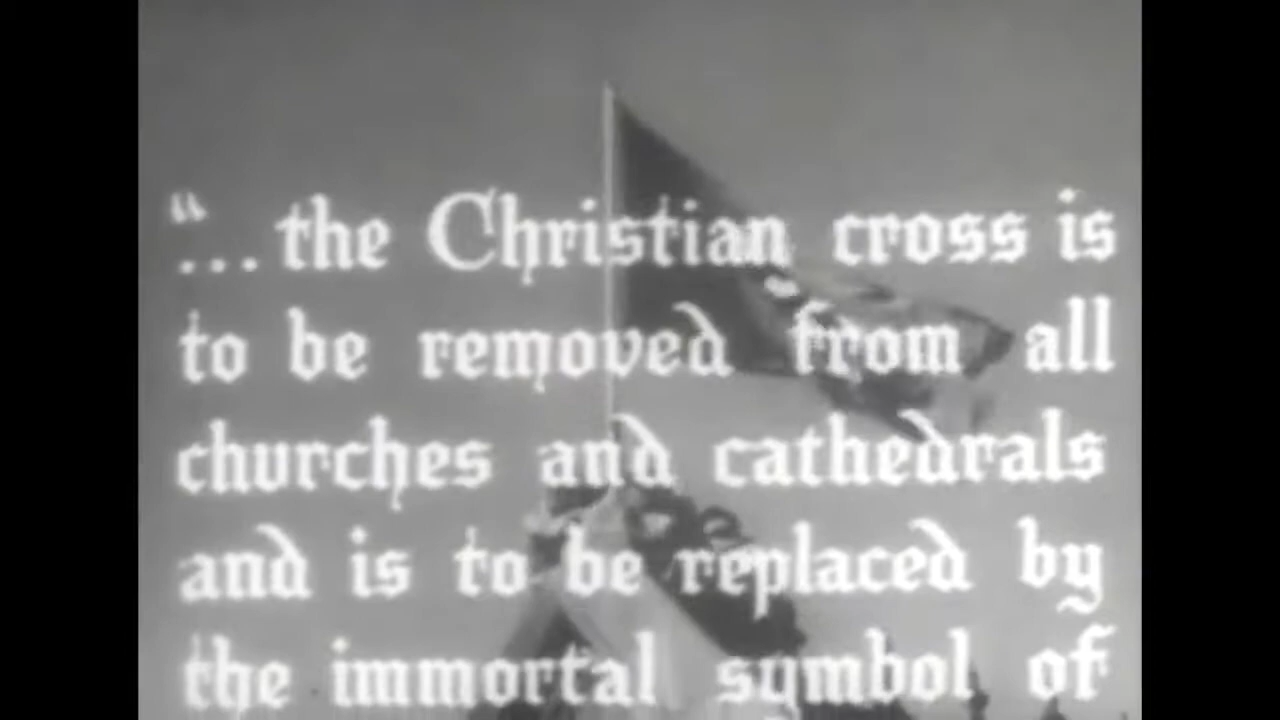 “...the Christian cross is
to be removed from all
churches and cathedrals
and is to be replaced by
the immortal symbol of